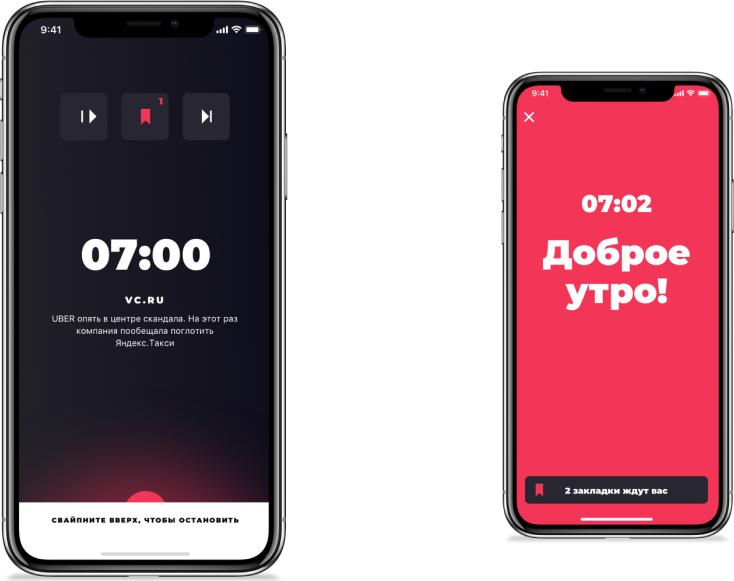 9:41
1
07:00
VC.RU
UBER опять в центре скандала. На этот раз
компания пообещала поглотить
Яндекс.Такси
СВАЙПНИТЕ ВВЕРХ, ЧТОБЫ ОСТАНОВИТЬ
9:41
07:02
Доброе
утро!
2 закладки ждут вас